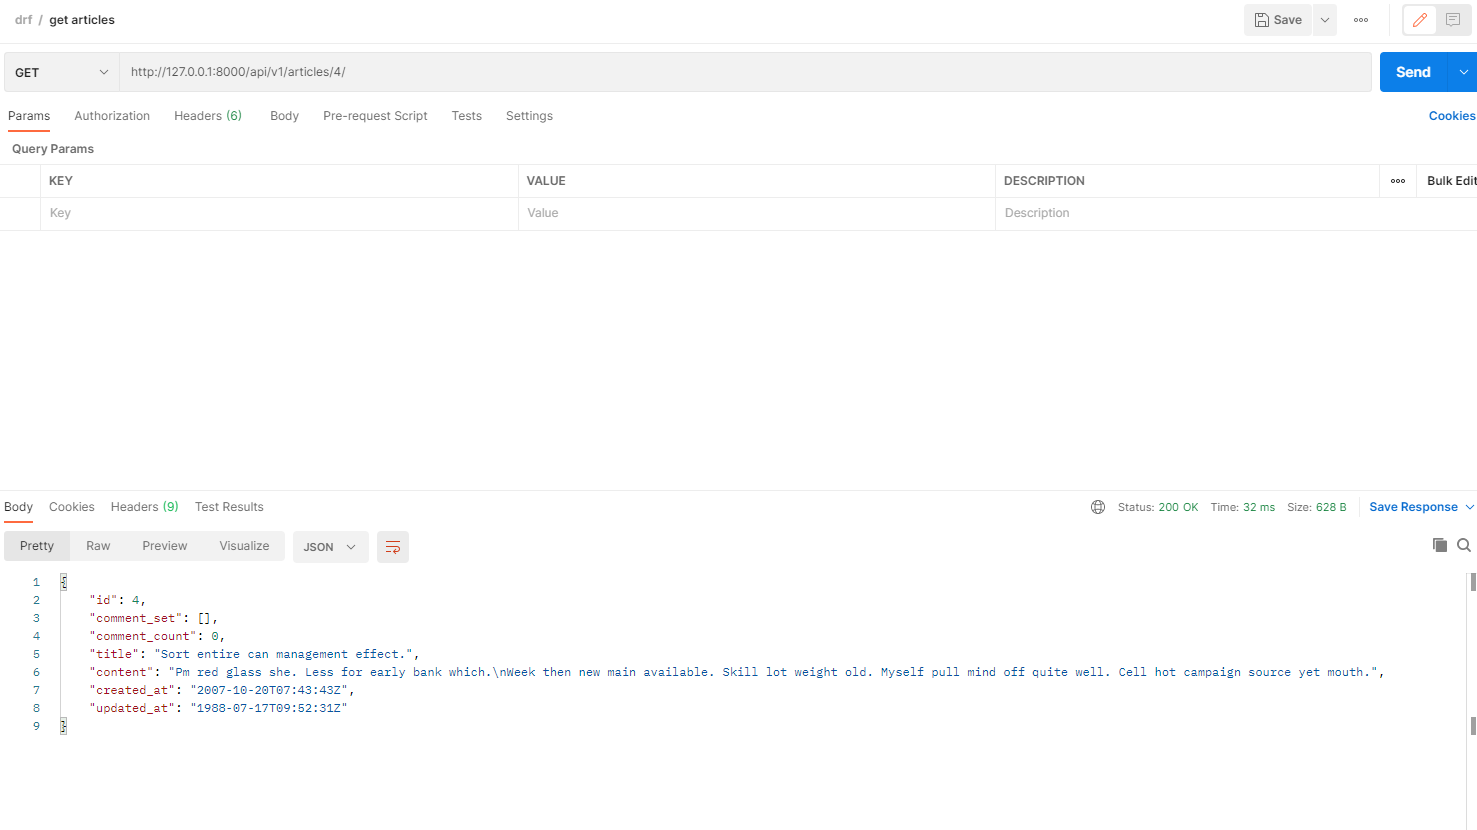 drf / get articles
Save
GET
http://127.0.0.1:8000/api/v1/articles/4/
Send
Params Authorization Headers (6) Body Pre-request Script Tests Settings Cookies
Query Params
KEY VALUE DESCRIPTION Bulk Edit
Key Value Description
Body Cookies Headers (9) Test Results Status: 200 OK Time: 32 ms Size: 628 B Save Response
Pretty Raw Preview Visualize JSON
1 {
2 "id": 4,
3 "comment_set": [],
4 "comment_count": 0,
5 "title": "Sort entire can management effect.",
6 "content": "Pm red glass she. Less for early bank which.\nWeek then new main available. Skill lot weight old. Myself pull mind off quite well. Cell hot campaign source yet mouth.",
7 "created_at": "2007-10-20T07:43:43Z",
8 "updated_at": "1988-07-17T09:52:31Z"
9 }